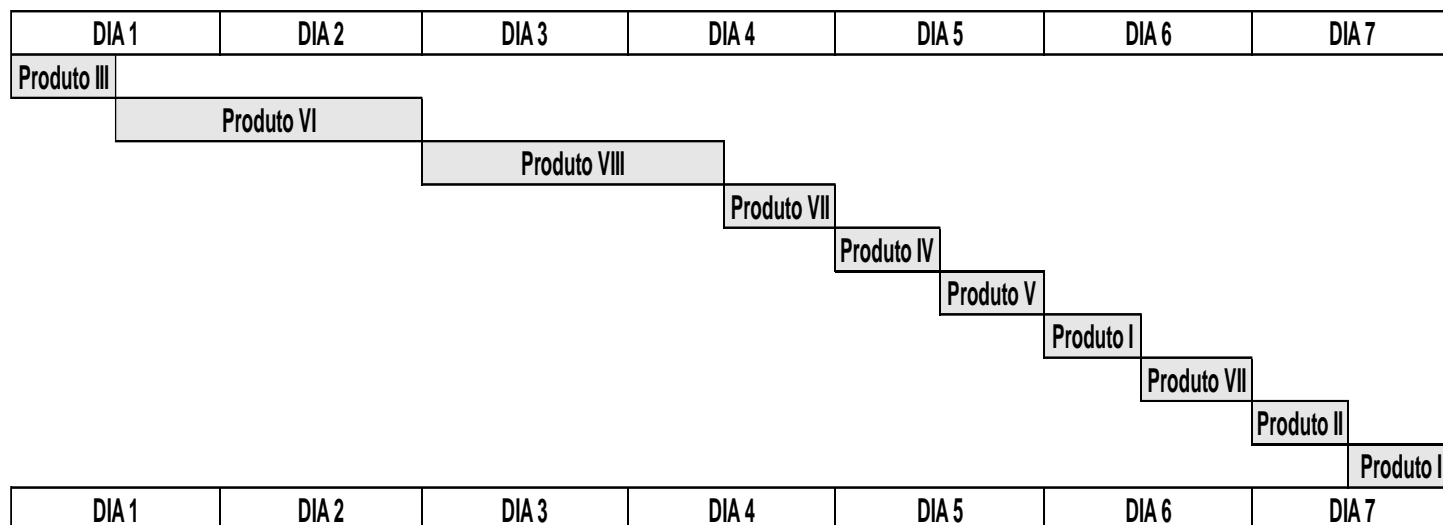 DIA 1 DIA 2 DIA 3 DIA 4 DIA 5 DIA 6 DIA 7
Produto III
Produto VI
Produto VIII
Produto VII
Produto IV
Produto V
Produto I
Produto VII
Produto II
Produto I
DIA 1 DIA 2 DIA 3 DIA 4 DIA 5 DIA 6 DIA 7